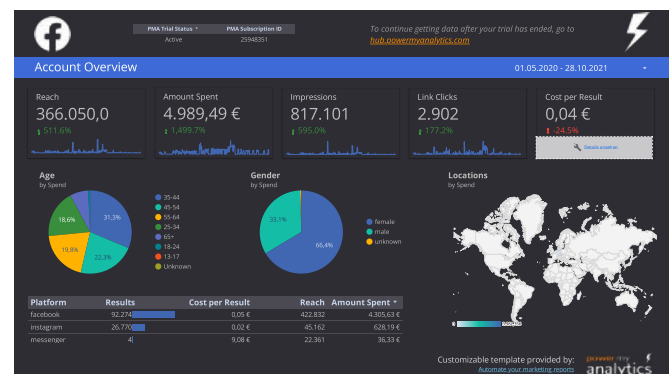 PMA Trial Status
PMA Subscription ID
Active
25948351
To continue getting data after your trial has ended, go to
hub.powermyanalytics.com
Account Overview
01.05.2020 - 28.10.2021
Reach
366.050,0
511.6%
Amount Spent
4.989,49 €
1,499.7%
Impressions
817.101
595.0%
Link Clicks
2.902
177.2%
Cost per Result
0,04 €
-24.5%
Details ansehen
Age
by Spend
31,3%
22,3%
19,8%
18,6%
35-44
45-54
55-64
25-34
65+
18-24
13-17
Unknown
Gender
by Spend
33,1%
66,4%
female
male
unknown
Locations
by Spend
Platform Results Cost per Result Reach Amount Spent
facebook 92.274 0,05 € 422.832 4.305,63 €
instagram 26.770 0,02 € 45.162 628,19 €
messenger 4 9,08 € 22.361 36,33 €
Customizable template provided by:
Automate your marketing reports
power my
analytics